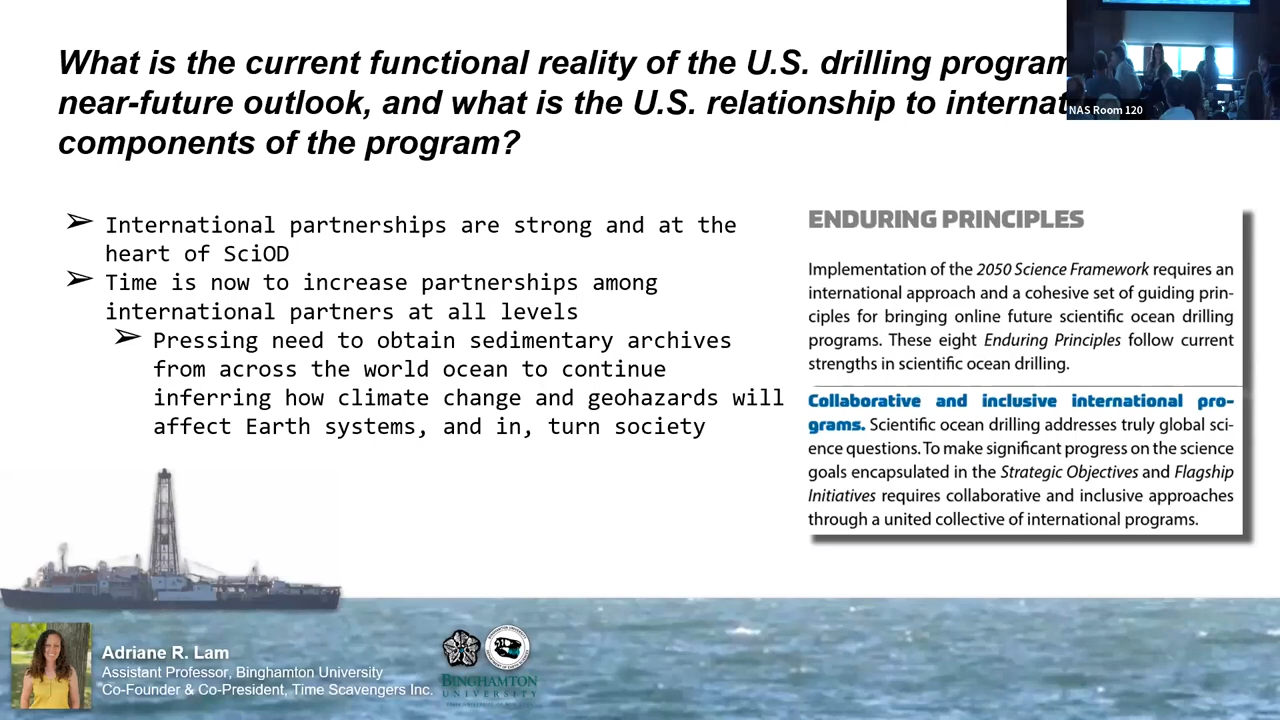 What is the current functional reality of the U.S. drilling program
near-future outlook, and what is the U.S. relationship to internat
components of the program?
NAS Room 120
➢ International partnerships are strong and at the
heart of SciOD
➢ Time is now to increase partnerships among
international partners at all levels
➢ Pressing need to obtain sedimentary archives
from across the world ocean to continue
inferring how climate change and geohazards will
affect Earth systems, and in, turn society
ENDURING PRINCIPLES
Implementation of the 2050 Science Framework requires an
international approach and a cohesive set of guiding prin-
ciples for bringing online future scientific ocean drilling
programs. These eight Enduring Principles follow current
strengths in scientific ocean drilling.
Collaborative and inclusive international pro-
grams. Scientific ocean drilling addresses truly global sci-
ence questions. To make significant progress on the science
goals encapsulated in the Strategic Objectives and Flagship
Initiatives requires collaborative and inclusive approaches
through a united collective of international programs.
Adriane R. Lam
Assistant Professor, Binghamton University
Co-Founder & Co-President, Time Scavengers Inc.
BINGHAMTON
UNIVERSITY